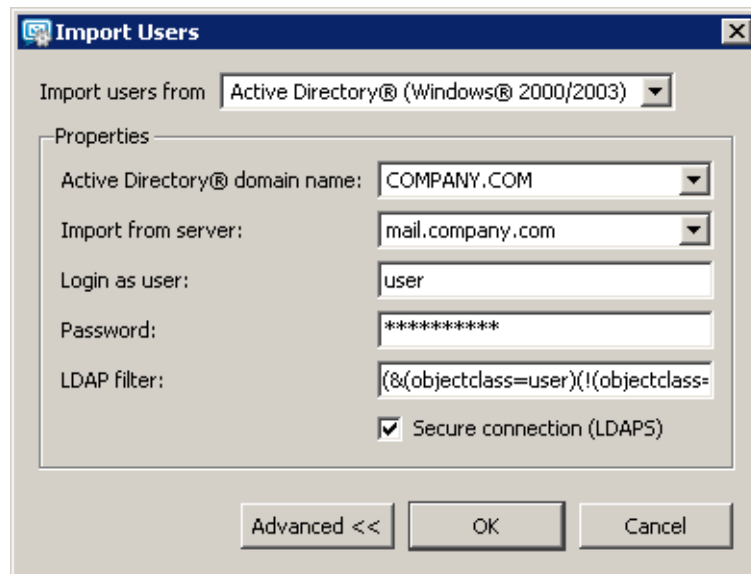 Import Users
Import users from Active Directory® (Windows® 2000/2003)
Properties
Active Directory® domain name: COMPANY.COM
Import from server: mail.company.com
Login as user: user
Password: **********
LDAP filter: (&(objectclass=user)(!(objectclass=
Secure connection (LDAPS)
Advanced << OK Cancel